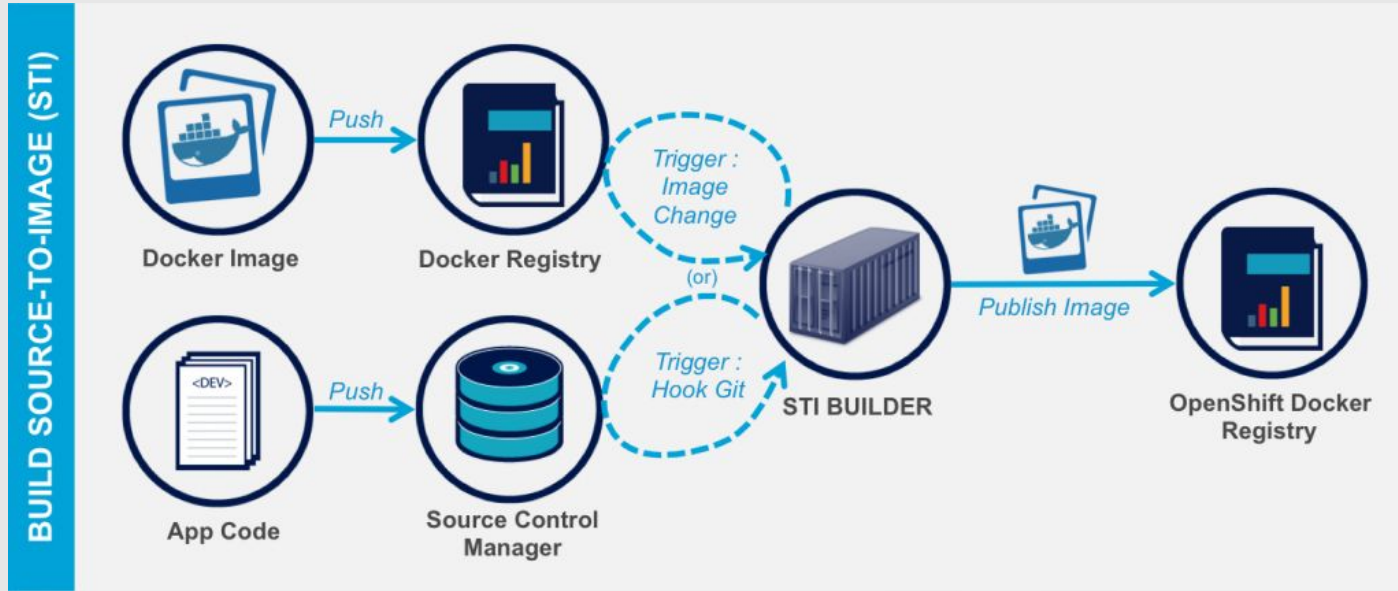 BUILD SOURCE-TO-IMAGE (STI)
Docker Image
Push
Docker Registry
Trigger :
Image
Change
(or)
<DEV>
App Code
Push
Source Control
Manager
Trigger :
Hook Git
STI BUILDER
Publish Image
OpenShift Docker
Registry